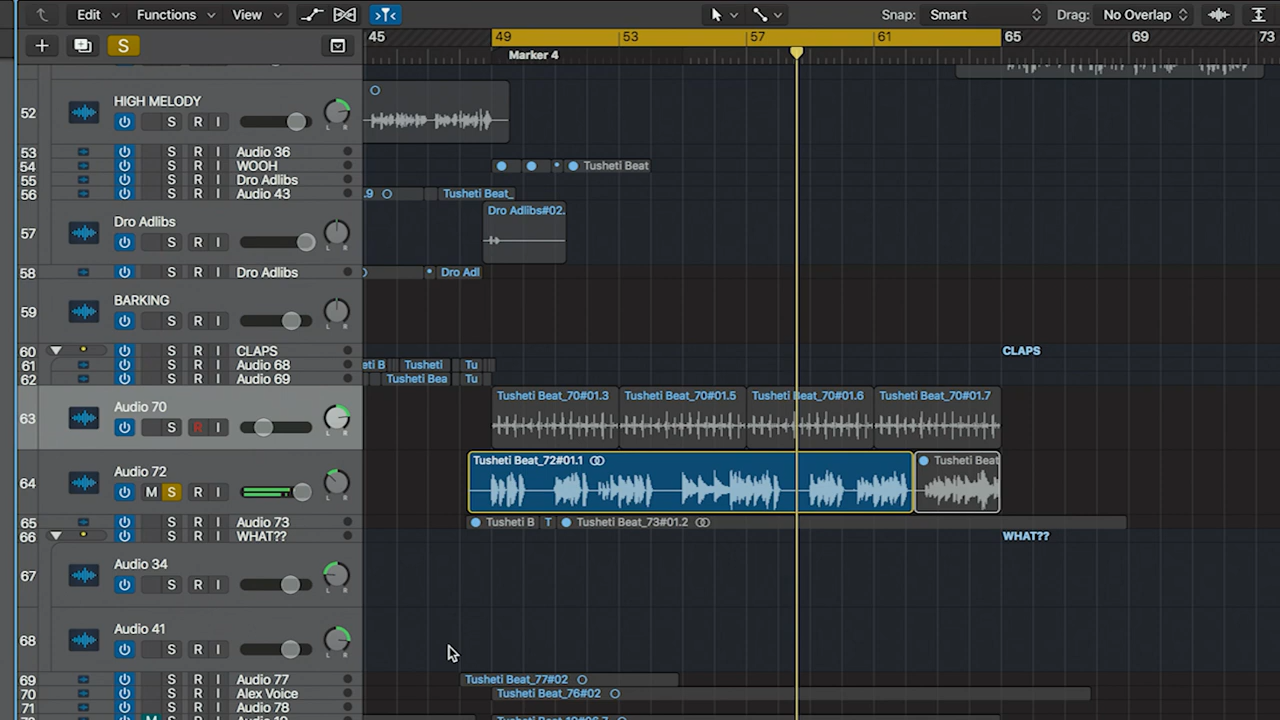 Edit Functions View Snap: Smart Drag: No Overlap
S 45 49 53 57 61 65 69 73
Marker 4
52 HIGH MELODY
S R I
L R
53 S R I Audio 36
54 S R I WOOH Tusheti Beat
55 S R I Dro Adlibs
56 S R I Audio 43 .9 Tusheti Beat_
57 Dro Adlibs Dro Adlibs#02.
S R I
L R
58 S R I Dro Adlibs Dro Adl
59 BARKING
S R I
L R
60 S R I CLAPS CLAPS
61 S R I Audio 68 eti B Tusheti Tu
62 S R I Audio 69 Tusheti Bea Tu
63 Audio 70 Tusheti Beat_70#01.3 Tusheti Beat_70#01.5 Tusheti Beat_70#01.6 Tusheti Beat_70#01.7
S R I
L R
64 Audio 72 Tusheti Beat_72#01.1 Tusheti Beat
M S R I
L R
65 S R I Audio 73 Tusheti B T Tusheti Beat_73#01.2
66 S R I WHAT?? WHAT??
67 Audio 34
S R I
L R
68 Audio 41
S R I
L R
69 S R I Audio 77 Tusheti Beat_77#02
70 S R I Alex Voice Tusheti Beat_76#02
71 S R I Audio 78